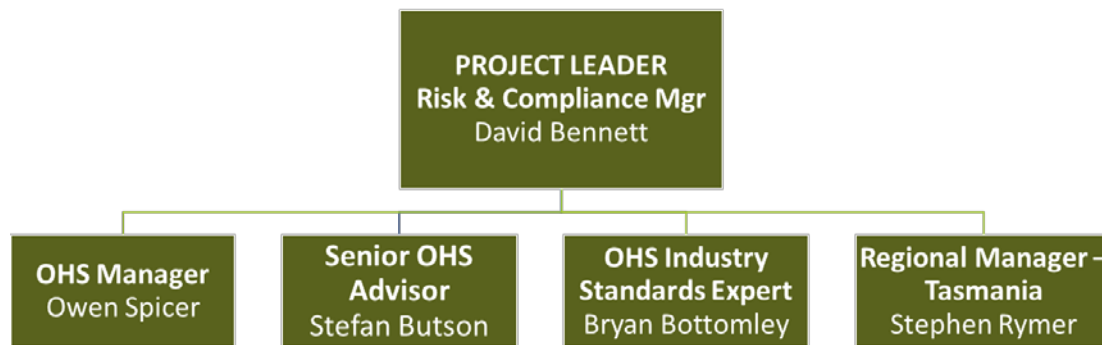 PROJECT LEADER
Risk & Compliance Mgr
David Bennett
OHS Manager
Owen Spicer
Senior OHS
Advisor
Stefan Butson
OHS Industry
Standards Expert
Bryan Bottomley
Regional Manager –
Tasmania
Stephen Rymer